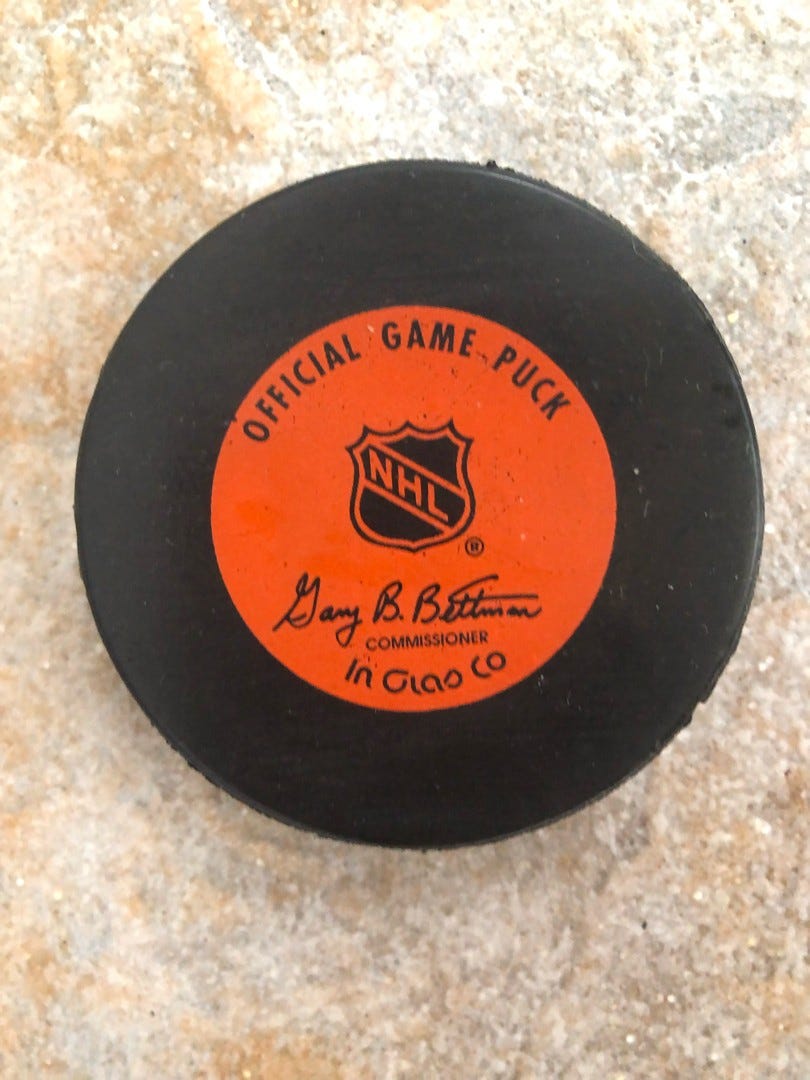 OFFICIAL GAME PUCK
NHL
®
Gary B. Bettman
COMMISSIONER
In Glas Co